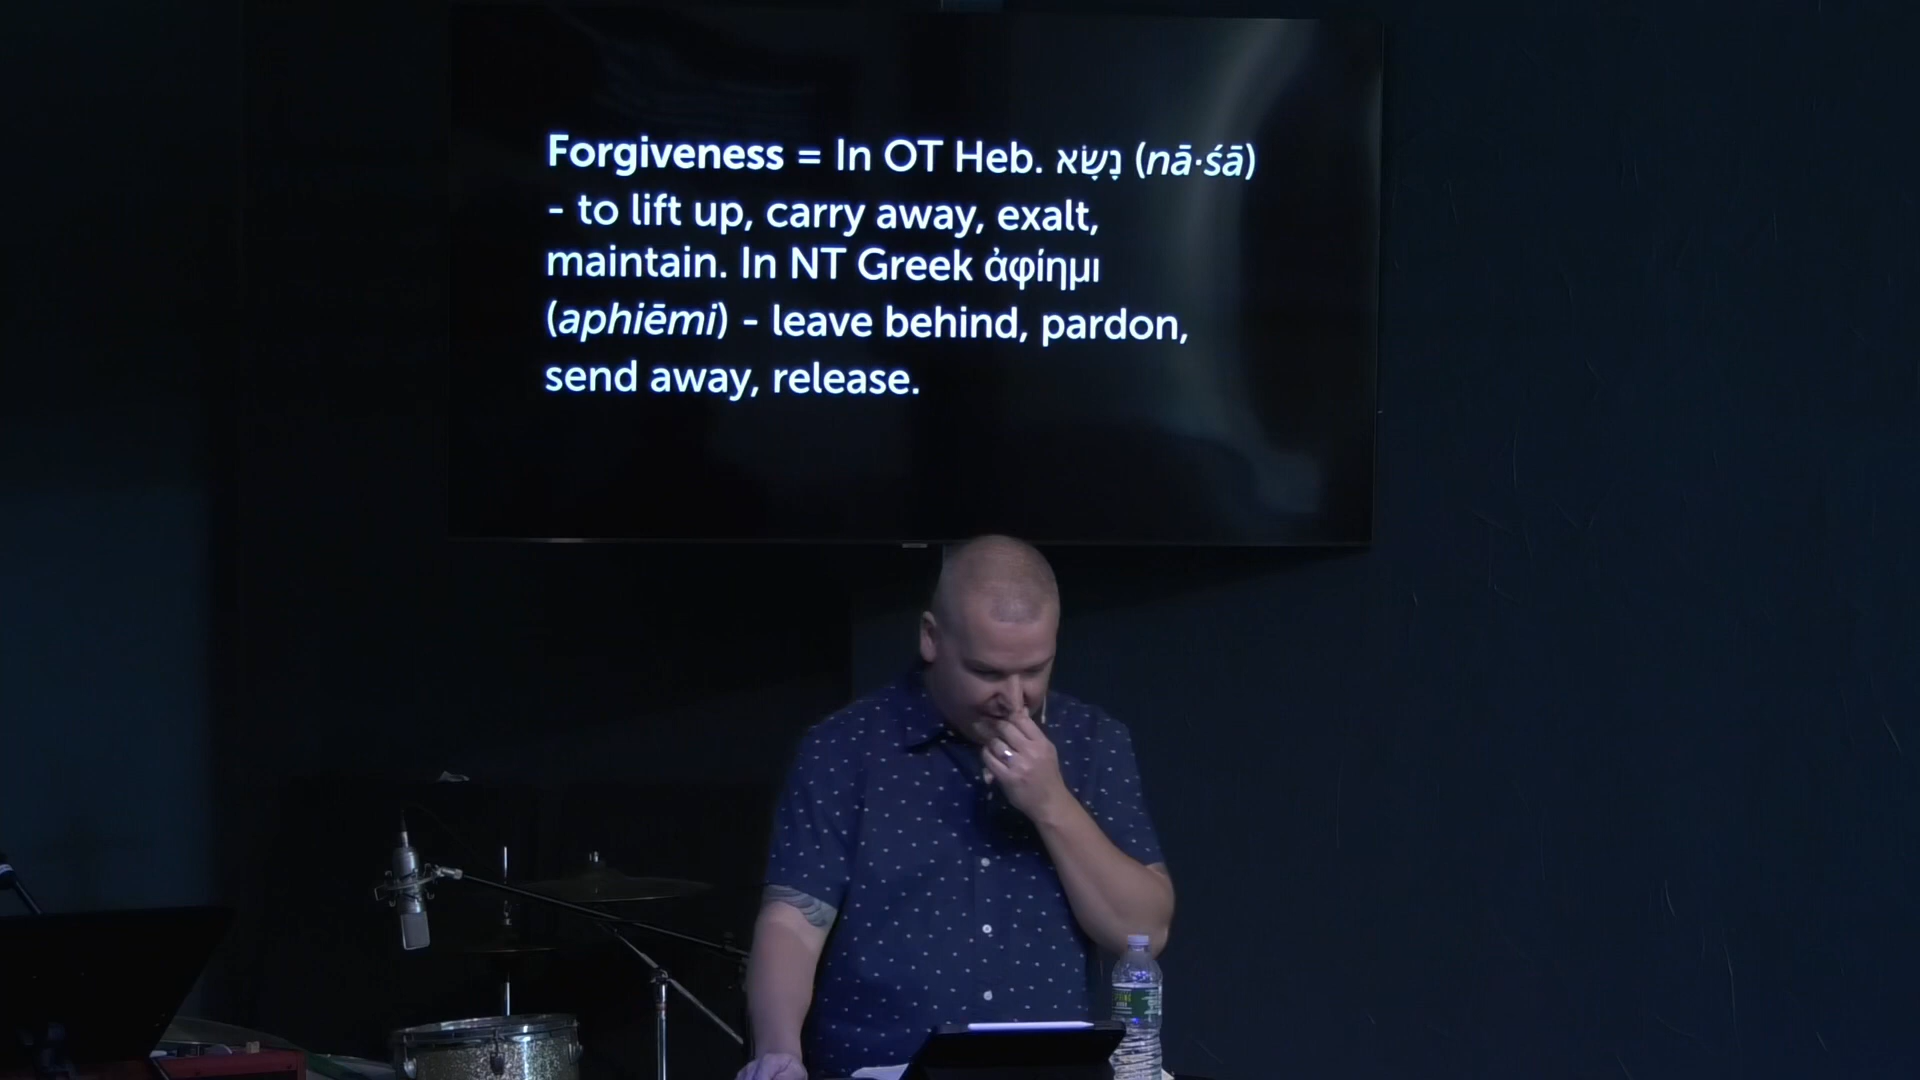 Forgiveness = In OT Heb. נָשָׂא (nā·śā)
- to lift up, carry away, exalt,
maintain. In NT Greek ἀφίημι
(aphiēmi) - leave behind, pardon,
send away, release.